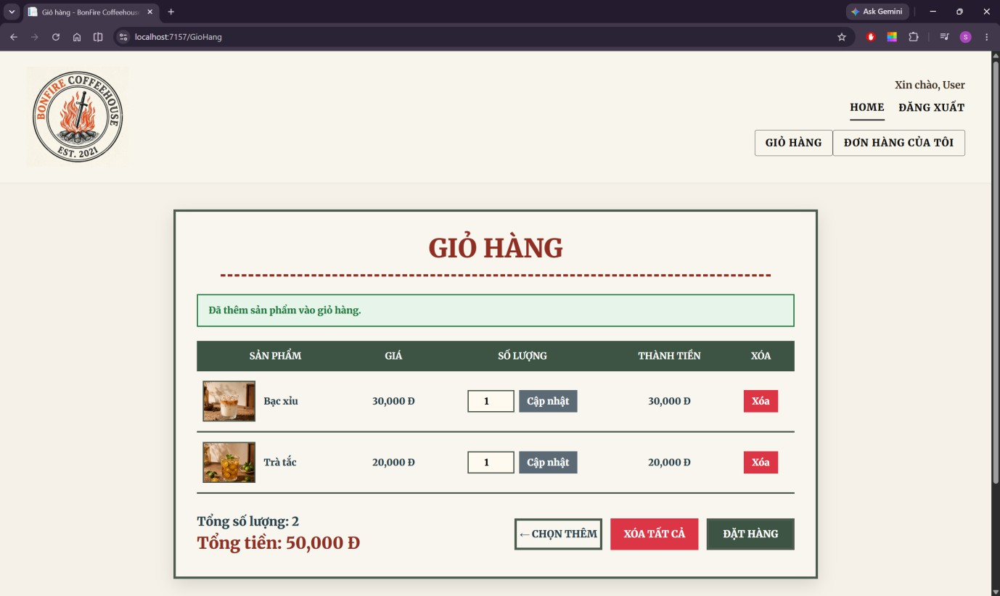 Giỏ hàng - BonFire Coffeehous
Ask Gemini
localhost:7157/GioHang
S
BONFIRE COFFEEHOUSE
EST. 2021
Xin chào, User
HOME ĐĂNG XUẤT
GIỎ HÀNG ĐƠN HÀNG CỦA TÔI
GIỎ HÀNG
Đã thêm sản phẩm vào giỏ hàng.
SẢN PHẨM GIÁ SỐ LƯỢNG THÀNH TIỀN XÓA
Bạc xỉu 30,000 Đ 1 Cập nhật 30,000 Đ Xóa
Trà tắc 20,000 Đ 1 Cập nhật 20,000 Đ Xóa
Tổng số lượng: 2
Tổng tiền: 50,000 Đ
← CHỌN THÊM XÓA TẤT CẢ ĐẶT HÀNG